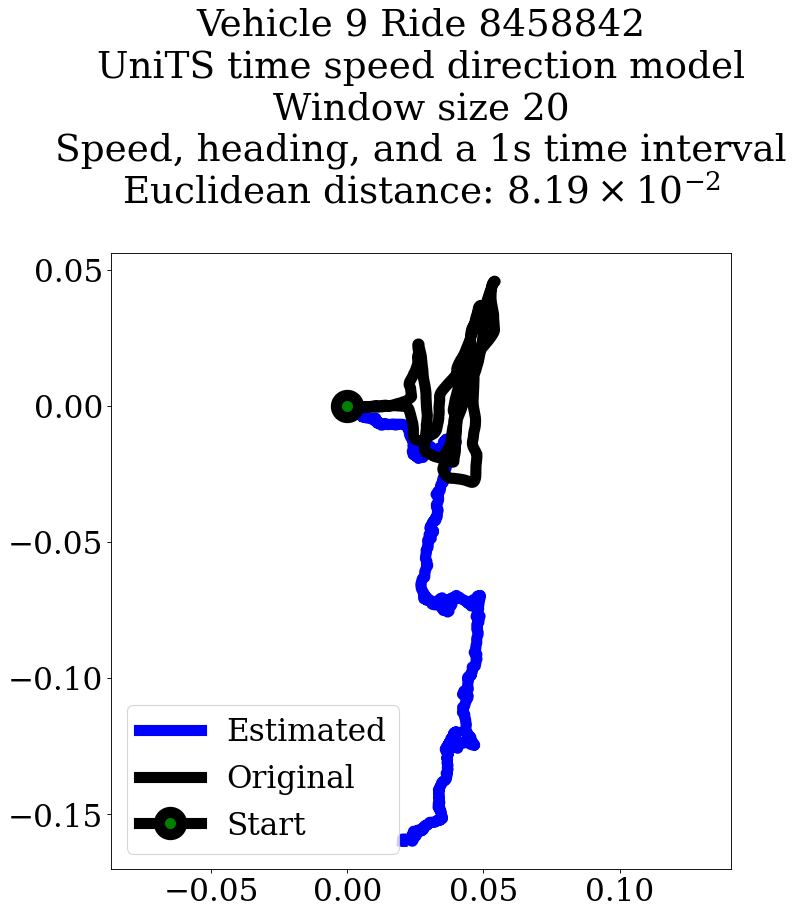 Vehicle 9 Ride 8458842
UniTS time speed direction model
Window size 20
Speed, heading, and a 1s time interval
Euclidean distance: 8.19 × 10⁻²
0.05
0.00
−0.05
−0.10
−0.15
Estimated
Original
Start
−0.05 0.00 0.05 0.10